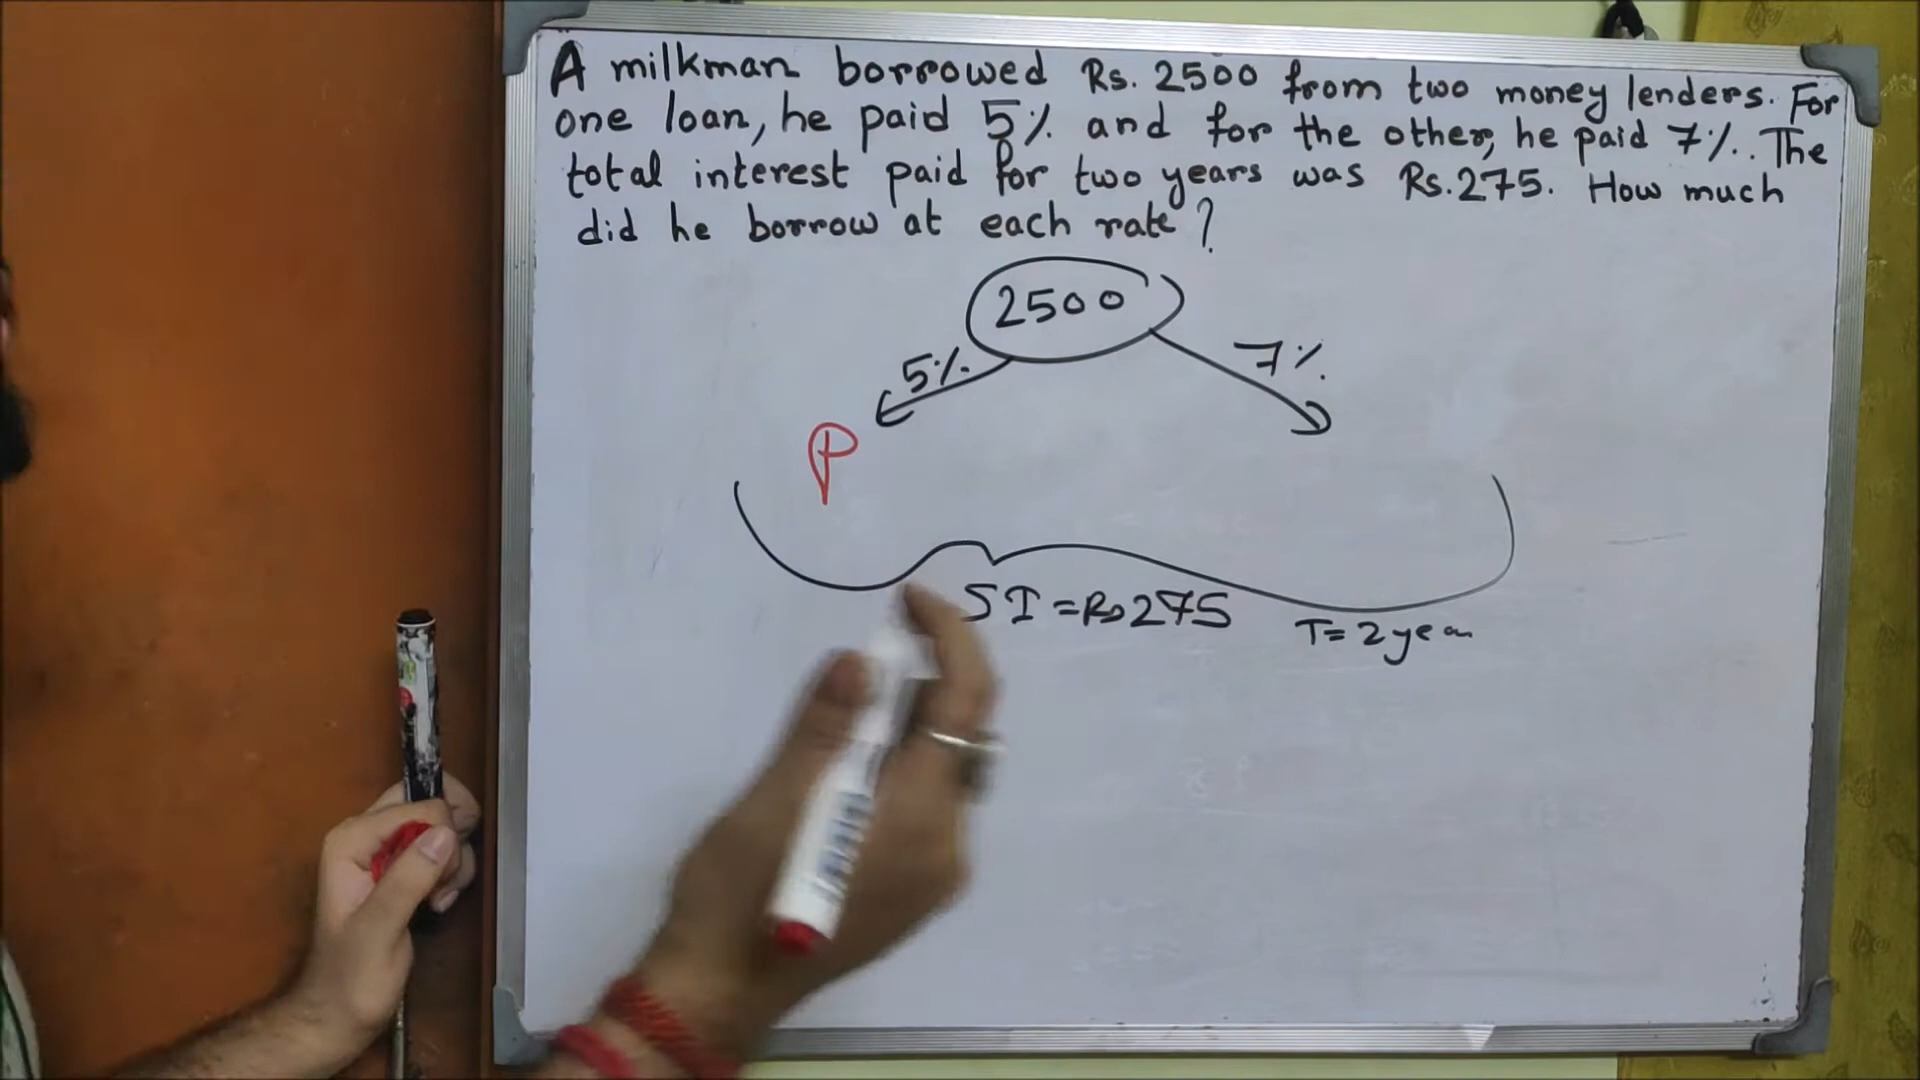 A milkman borrowed Rs. 2500 from two money lenders. For
one loan, he paid 5% and for the other, he paid 7%. The
total interest paid for two years was Rs.275. How much
did he borrow at each rate?
2500
5%
7%
P
SI = Rs 275
T= 2 year